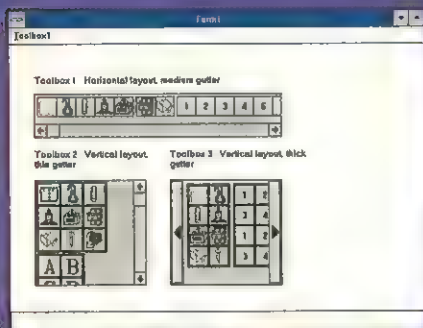 Form1
Toolbox1
Toolbox 1 Horizontal layout, medium gutter
1 2 3 4 5
Toolbox 2 Vertical layout,
thin gutter
Toolbox 3 Vertical layout, thick
gutter
1 2
3 4
1 2
3 4
A B